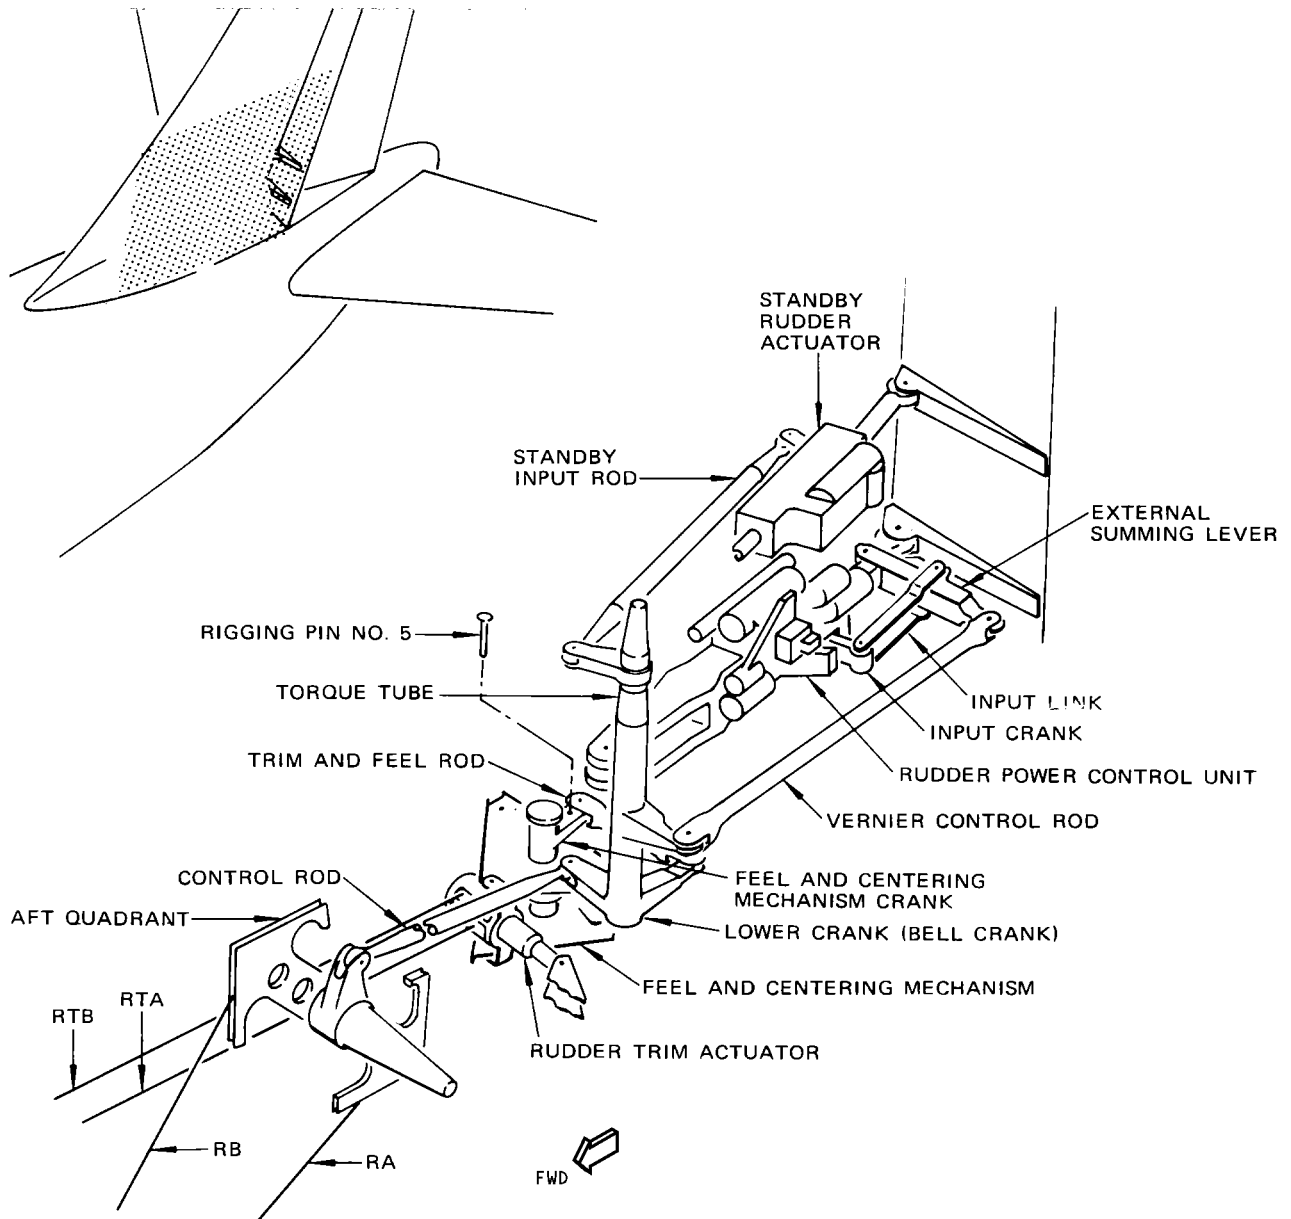 STANDBY
RUDDER
ACTUATOR
STANDBY
INPUT ROD
EXTERNAL
SUMMING LEVER
RIGGING PIN NO. 5
TORQUE TUBE
INPUT LINK
INPUT CRANK
TRIM AND FEEL ROD
RUDDER POWER CONTROL UNIT
VERNIER CONTROL ROD
CONTROL ROD
FEEL AND CENTERING
MECHANISM CRANK
AFT QUADRANT
LOWER CRANK (BELL CRANK)
FEEL AND CENTERING MECHANISM
RTB
RTA
RUDDER TRIM ACTUATOR
RB
RA
FWD